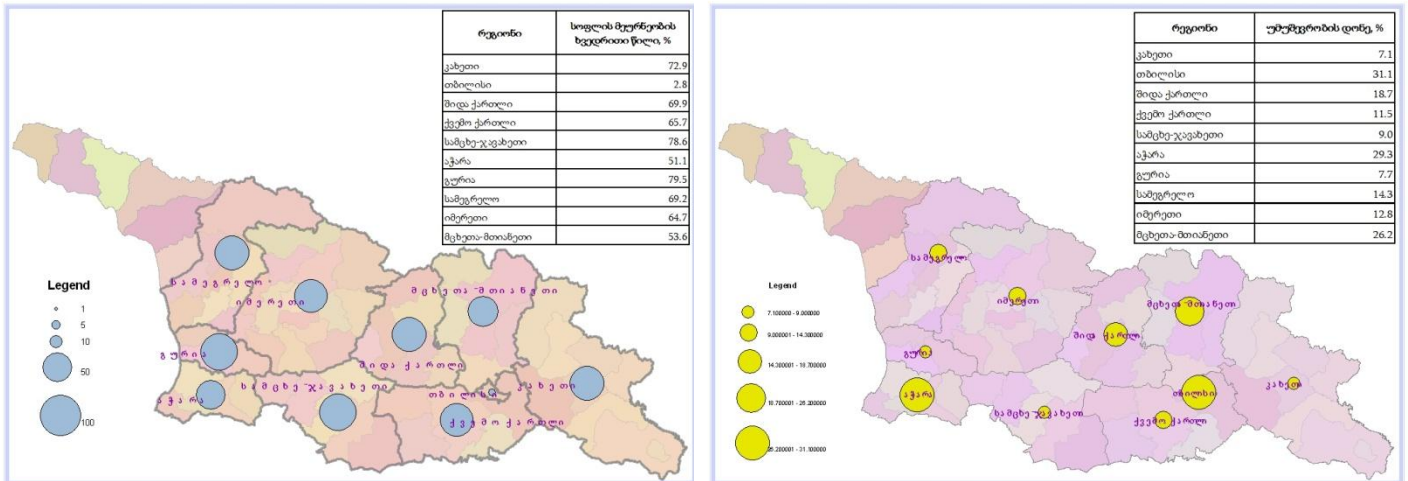 რეგიონი სოფლის მეურნეობის ხვედრითი წილი, %
კახეთი 72.9
თბილისი 2.8
შიდა ქართლი 69.9
ქვემო ქართლი 65.7
სამცხე-ჯავახეთი 78.6
აჭარა 51.1
გურია 79.5
სამეგრელო 69.2
იმერეთი 64.7
მცხეთა-მთიანეთი 53.6
Legend
1
5
10
50
100
სამეგრელო-
იმერეთი
მცხეთა-მთიანეთი
გურია
შიდა ქართლი
აჭარა
სამცხე-ჯავახეთი
თბილისი
კახეთი
ქვემო ქართლი
რეგიონი უმუშევრობის დონე, %
კახეთი 7.1
თბილისი 31.1
შიდა ქართლი 18.7
ქვემო ქართლი 11.5
სამცხე-ჯავახეთი 9.0
აჭარა 29.3
გურია 7.7
სამეგრელო 14.3
იმერეთი 12.8
მცხეთა-მთიანეთი 26.2
Legend
7.100000 - 9.000000
9.000001 - 14.300000
14.300001 - 18.700000
18.700001 - 26.200000
26.200001 - 31.100000
სამეგრელ
იმერეთი
მცხეთა-მთიანეთი
შიდა ქართლი
გურია
აჭარა
სამცხე-ჯავახეთი
თბილისი
კახეთი
ქვემო ქართლი